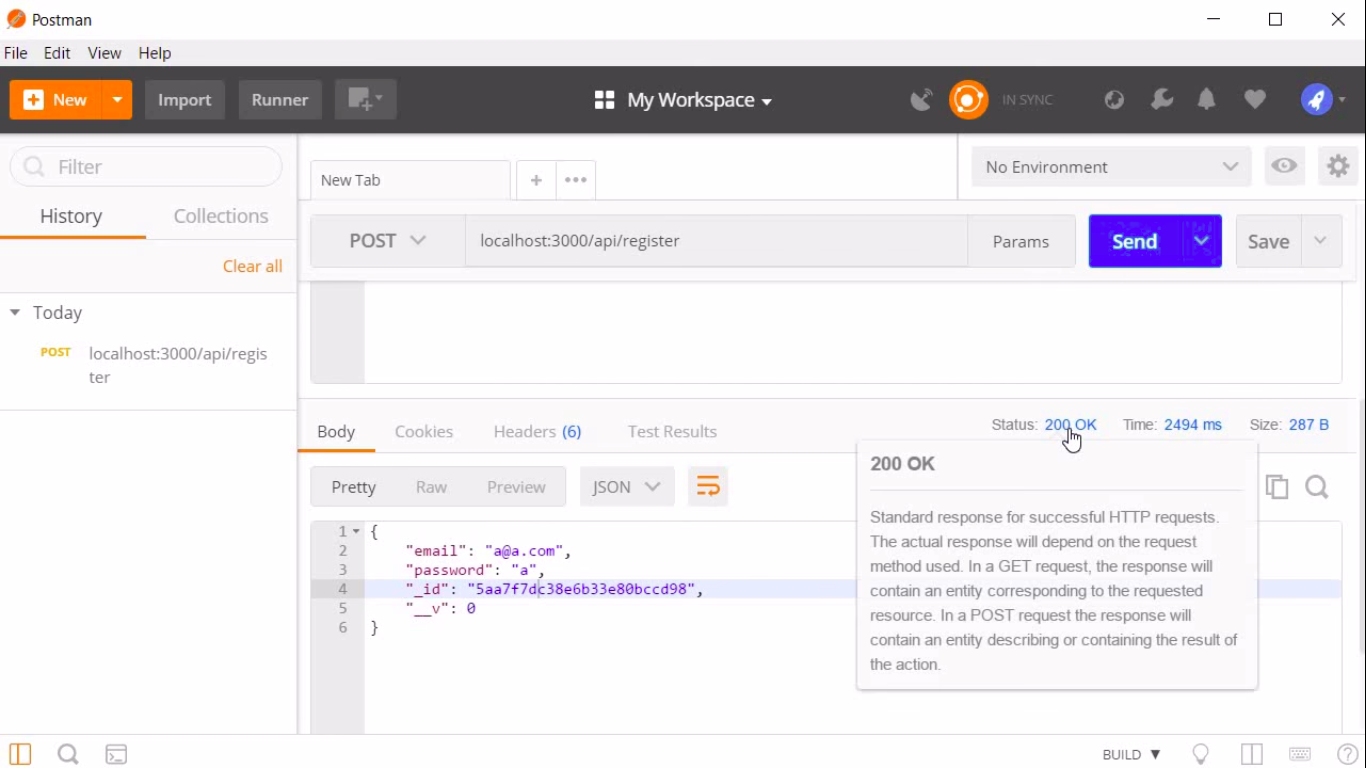 Postman
File Edit View Help
New Import Runner My Workspace IN SYNC
Filter
New Tab + ••• No Environment
History Collections
POST localhost:3000/api/register Params Send Save
Clear all
Today
POST localhost:3000/api/regis
ter
Body Cookies Headers (6) Test Results Status: 200 OK Time: 2494 ms Size: 287 B
Pretty Raw Preview JSON
1 {
2 "email": "a@a.com",
3 "password": "a",
4 "_id": "5aa7f7dc38e6b33e80bccd98",
5 "__v": 0
6 }
200 OK
Standard response for successful HTTP requests.
The actual response will depend on the request
method used. In a GET request, the response will
contain an entity corresponding to the requested
resource. In a POST request the response will
contain an entity describing or containing the result of
the action.
BUILD ▼